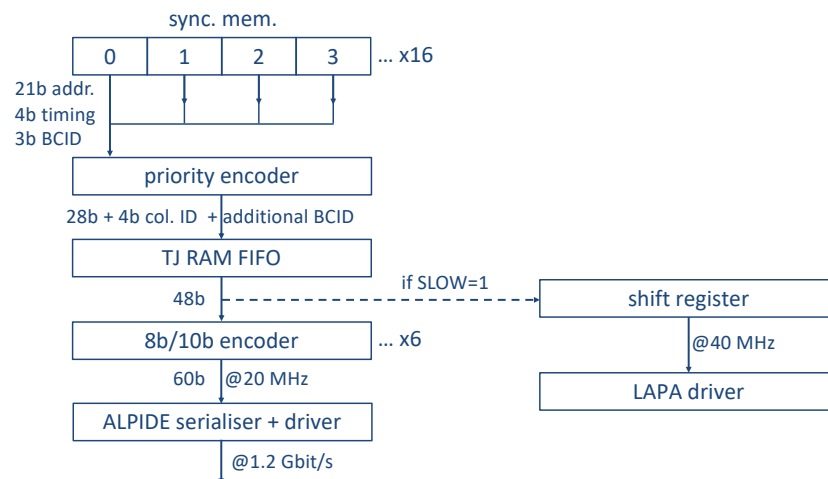 sync. mem.
0 1 2 3 ... x16
21b addr.
4b timing
3b BCID
priority encoder
28b + 4b col. ID + additional BCID
TJ RAM FIFO
48b
if SLOW=1
shift register
8b/10b encoder
... x6
@40 MHz
60b @20 MHz
LAPA driver
ALPIDE serialiser + driver
@1.2 Gbit/s